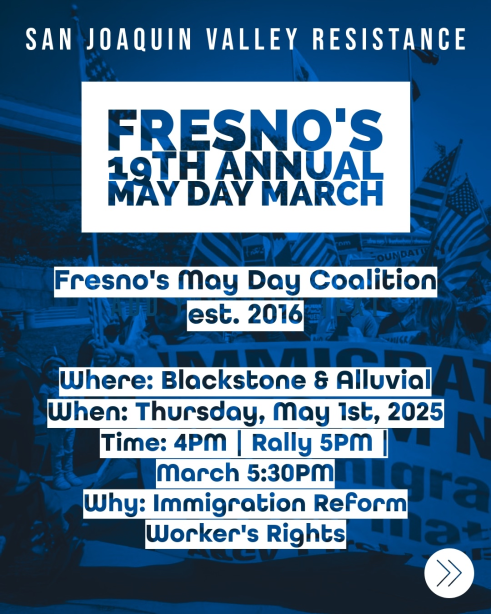 SAN JOAQUIN VALLEY RESISTANCE
FRESNO'S
19TH ANNUAL
MAY DAY MARCH
Fresno's May Day Coalition
est. 2016
Where: Blackstone & Alluvial
When: Thursday, May 1st, 2025
Time: 4PM | Rally 5PM |
March 5:30PM
Why: Immigration Reform
Worker's Rights